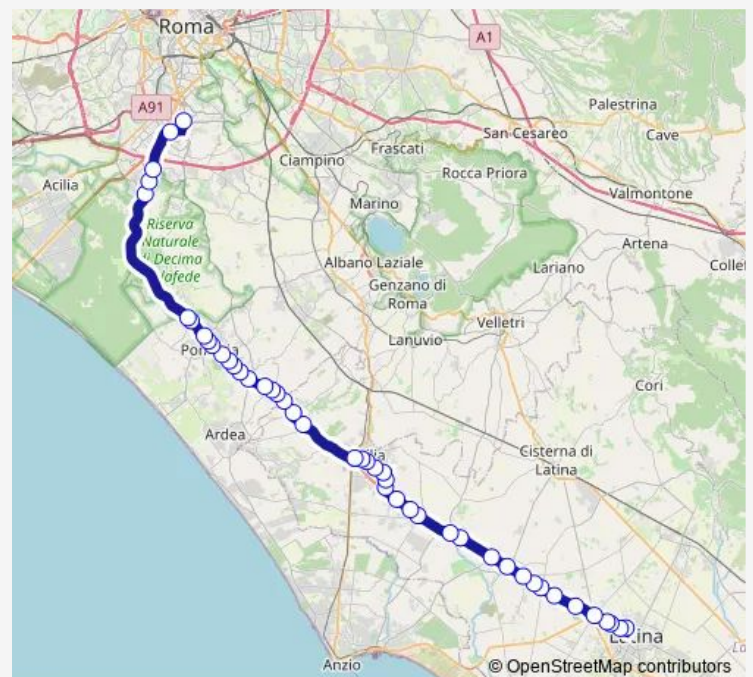 Roma
A1
A91
Palestrina
San Cesareo
Cave
Frascati
Ciampino
Rocca Priora
Acilia
Valmontone
Marino
Riserva
Naturale
Artena
Albano Laziale
Lariano
Genzano di
Roma
Velletri
Lanuvio
Cori
Ardea
Cisterna di
Latina
Latina
Anzio
© OpenStreetMap contributors